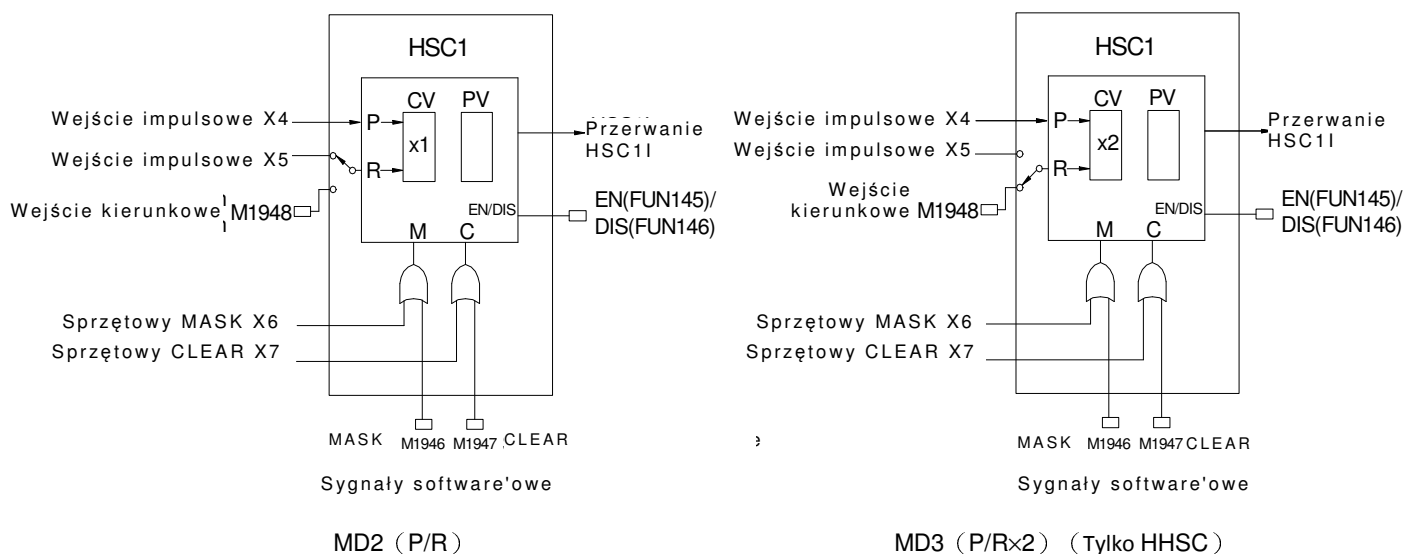 HSC1
CV PV
Wejście impulsowe X4
P
x1
Przerwanie
HSC1I
Wejście impulsowe X5
R
Wejście kierunkowe M1948
EN/DIS
EN(FUN145)/
DIS(FUN146)
M C
Sprzętowy MASK X6
Sprzętowy CLEAR X7
MASK M1946 M1947 CLEAR
Sygnały software'owe
MD2 (P/R)
HSC1
CV PV
Wejście impulsowe X4
P
x2
Przerwanie
HSC1I
Wejście impulsowe X5
R
Wejście
kierunkowe M1948
EN/DIS
EN(FUN145)/
DIS(FUN146)
M C
Sprzętowy MASK X6
Sprzętowy CLEAR X7
e
MASK M1946 M1947 CLEAR
Sygnały software'owe
MD3 (P/R×2) (Tylko HHSC)